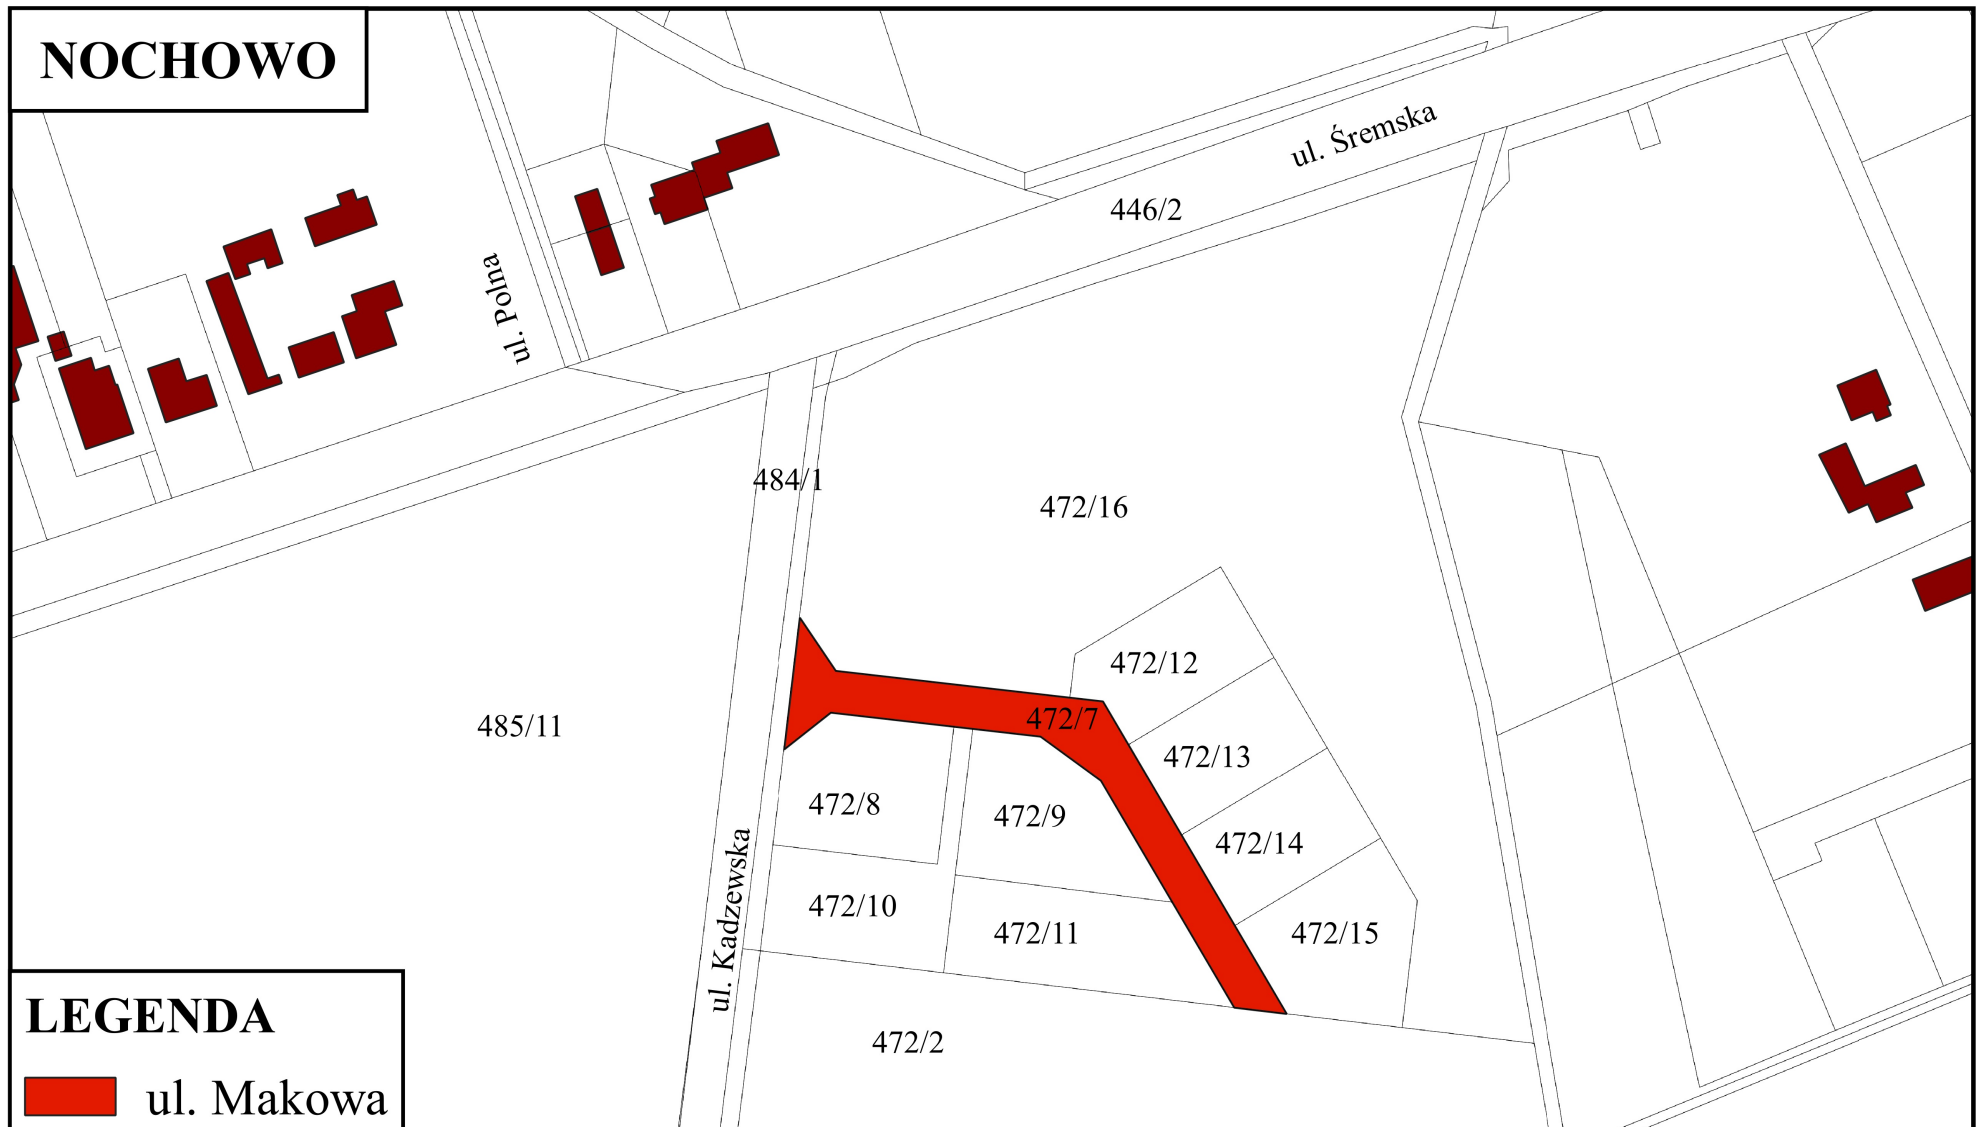 NOCHOWO
ul. Śremska
446/2
ul. Polna
484/1
472/16
472/12
472/7
485/11
472/13
472/8
472/9
472/14
472/10
472/11
472/15
ul. Kadzewska
472/2
LEGENDA
ul. Makowa